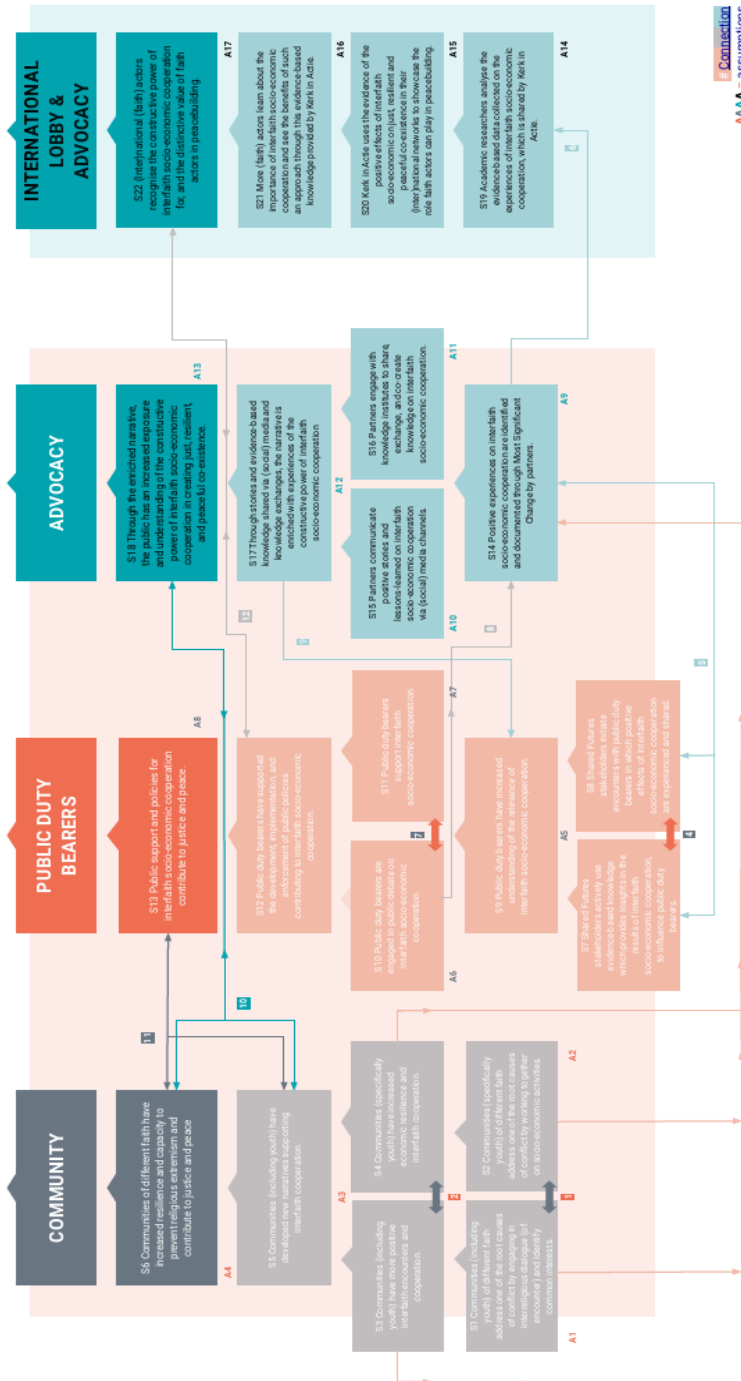 COMMUNITY
S6 Communities of different faith have
increased resilience and capacity to
prevent religious extremism and
contribute to justice and peace
A4
S5 Communities (including youth) have
developed new narratives supporting
interfaith cooperation.
A3
S3 Communities (including
youth) have more positive
interfaith encounters and
cooperation.
2
S4 Communities (specifically
youth) have increased
economic resilience and
interfaith cooperation.
S1 Communities (including
youth) of different faith
address one of the root causes
of conflict by engaging in
interreligious dialogue (of
encounter) and identify
common interests.
A1
1
S2 Communities (specifically
youth) of different faith
address one of the root causes
of conflict by working together
on socio-economic activities.
A2
11
10
PUBLIC DUTY
BEARERS
S13 Public support and policies for
interfaith socio-economic cooperation
contribute to justice and peace.
A8
S12 Public duty bearers have supported
the development, implementation, and
enforcement of public policies
contributing to interfaith socio-economic
cooperation.
S10 Public duty bearers are
engaged in public debate on
interfaith socio-economic
cooperation.
A6
7
S11 Public duty bearers
support interfaith
socio-economic cooperation.
A7
S9 Public duty bearers have increased
understanding of the relevance of
interfaith socio-economic cooperation.
A5
S7 Shared Futures
stakeholders actively use
evidence-based knowledge
which provides insights in the
results of interfaith
socio-economic cooperation,
to influence public duty
bearers.
4
S8 Shared Futures
stakeholders initiate
encounters with public duty
bearers in which positive
effects of interfaith
socio-economic cooperation
are experienced and shared.
12
9
8
5
ADVOCACY
S18 Through the enriched narrative,
the public has an increased exposure
and understanding of the constructive
power of interfaith socio-economic
cooperation in creating just, resilient,
and peaceful co-existence.
A13
S17 Through stories and evidence-based
knowledge shared via (social) media and
knowledge exchanges, the narrative is
enriched with experiences of the
constructive power of interfaith
socio-economic cooperation
A12
S15 Partners communicate
positive stories and
lessons-learned on interfaith
socio-economic cooperation
via (social) media channels.
A10
S16 Partners engage with
knowledge institutes to share,
exchange, and co-create
knowledge on interfaith
socio-economic cooperation.
A11
S14 Positive experiences on interfaith
socio-economic cooperation are identified
and documented through Most Significant
Change by partners.
A9
INTERNATIONAL
LOBBY &
ADVOCACY
S22 (Inter)national (faith) actors
recognise the constructive power of
interfaith socio-economic cooperation
for, and the distinctive value of faith
actors in peacebuilding.
A17
S21 More (faith) actors learn about the
importance of interfaith socio-economic
cooperation and see the benefits of such
an approach through this evidence-based
knowledge provided by Kerk in Actie.
A16
S20 Kerk in Actie uses the evidence of the
positive effects of interfaith
socio-economic on just, resilient and
peaceful co-existence in their
(inter)national networks to showcase the
role faith actors can play in peacebuilding.
A15
S19 Academic researchers analyse the
evidence-based data collected on the
experiences of interfaith socio-economic
cooperation, which is shared by Kerk in
Actie.
A14
# Connection
AAAA = assumptions